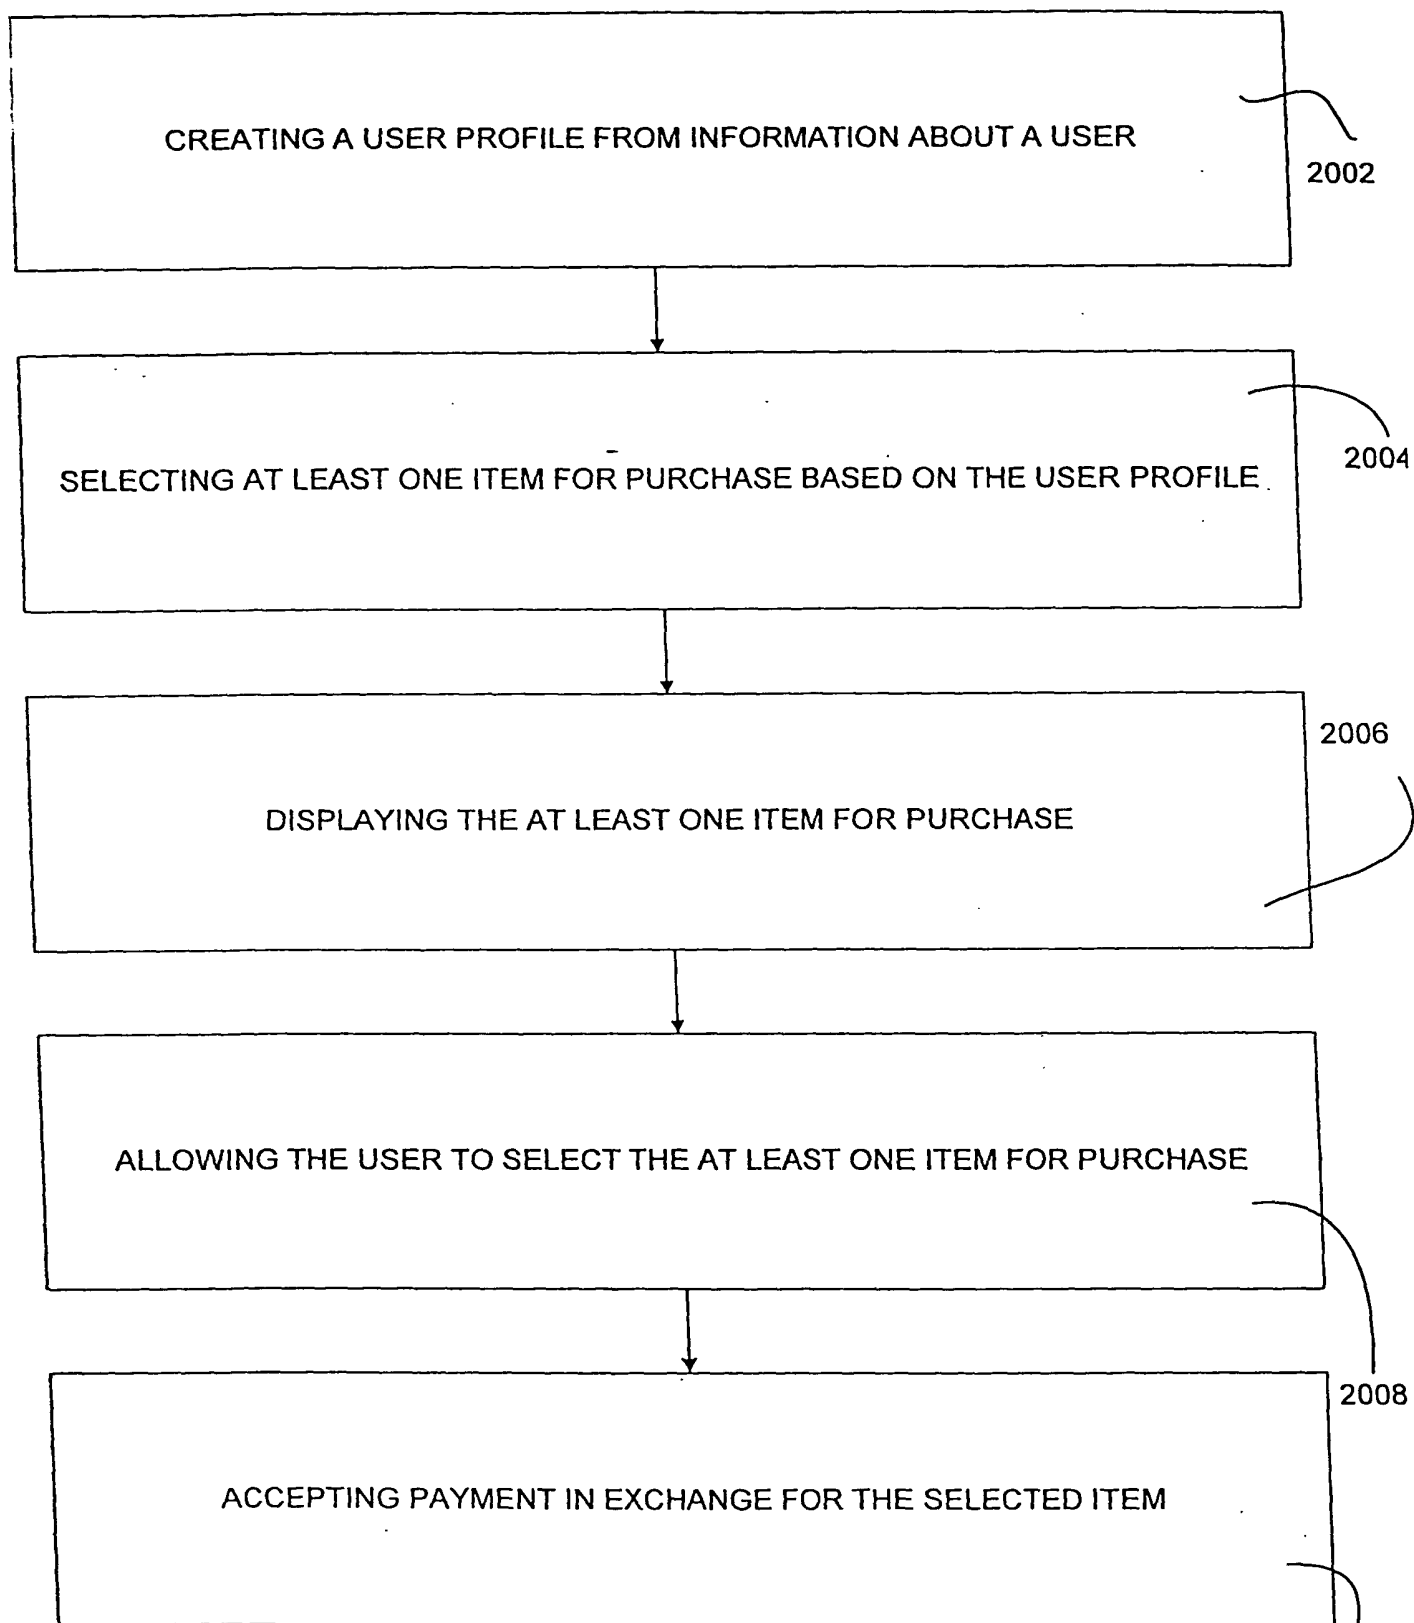 CREATING A USER PROFILE FROM INFORMATION ABOUT A USER
2002
SELECTING AT LEAST ONE ITEM FOR PURCHASE BASED ON THE USER PROFILE
2004
2006
DISPLAYING THE AT LEAST ONE ITEM FOR PURCHASE
ALLOWING THE USER TO SELECT THE AT LEAST ONE ITEM FOR PURCHASE
2008
ACCEPTING PAYMENT IN EXCHANGE FOR THE SELECTED ITEM